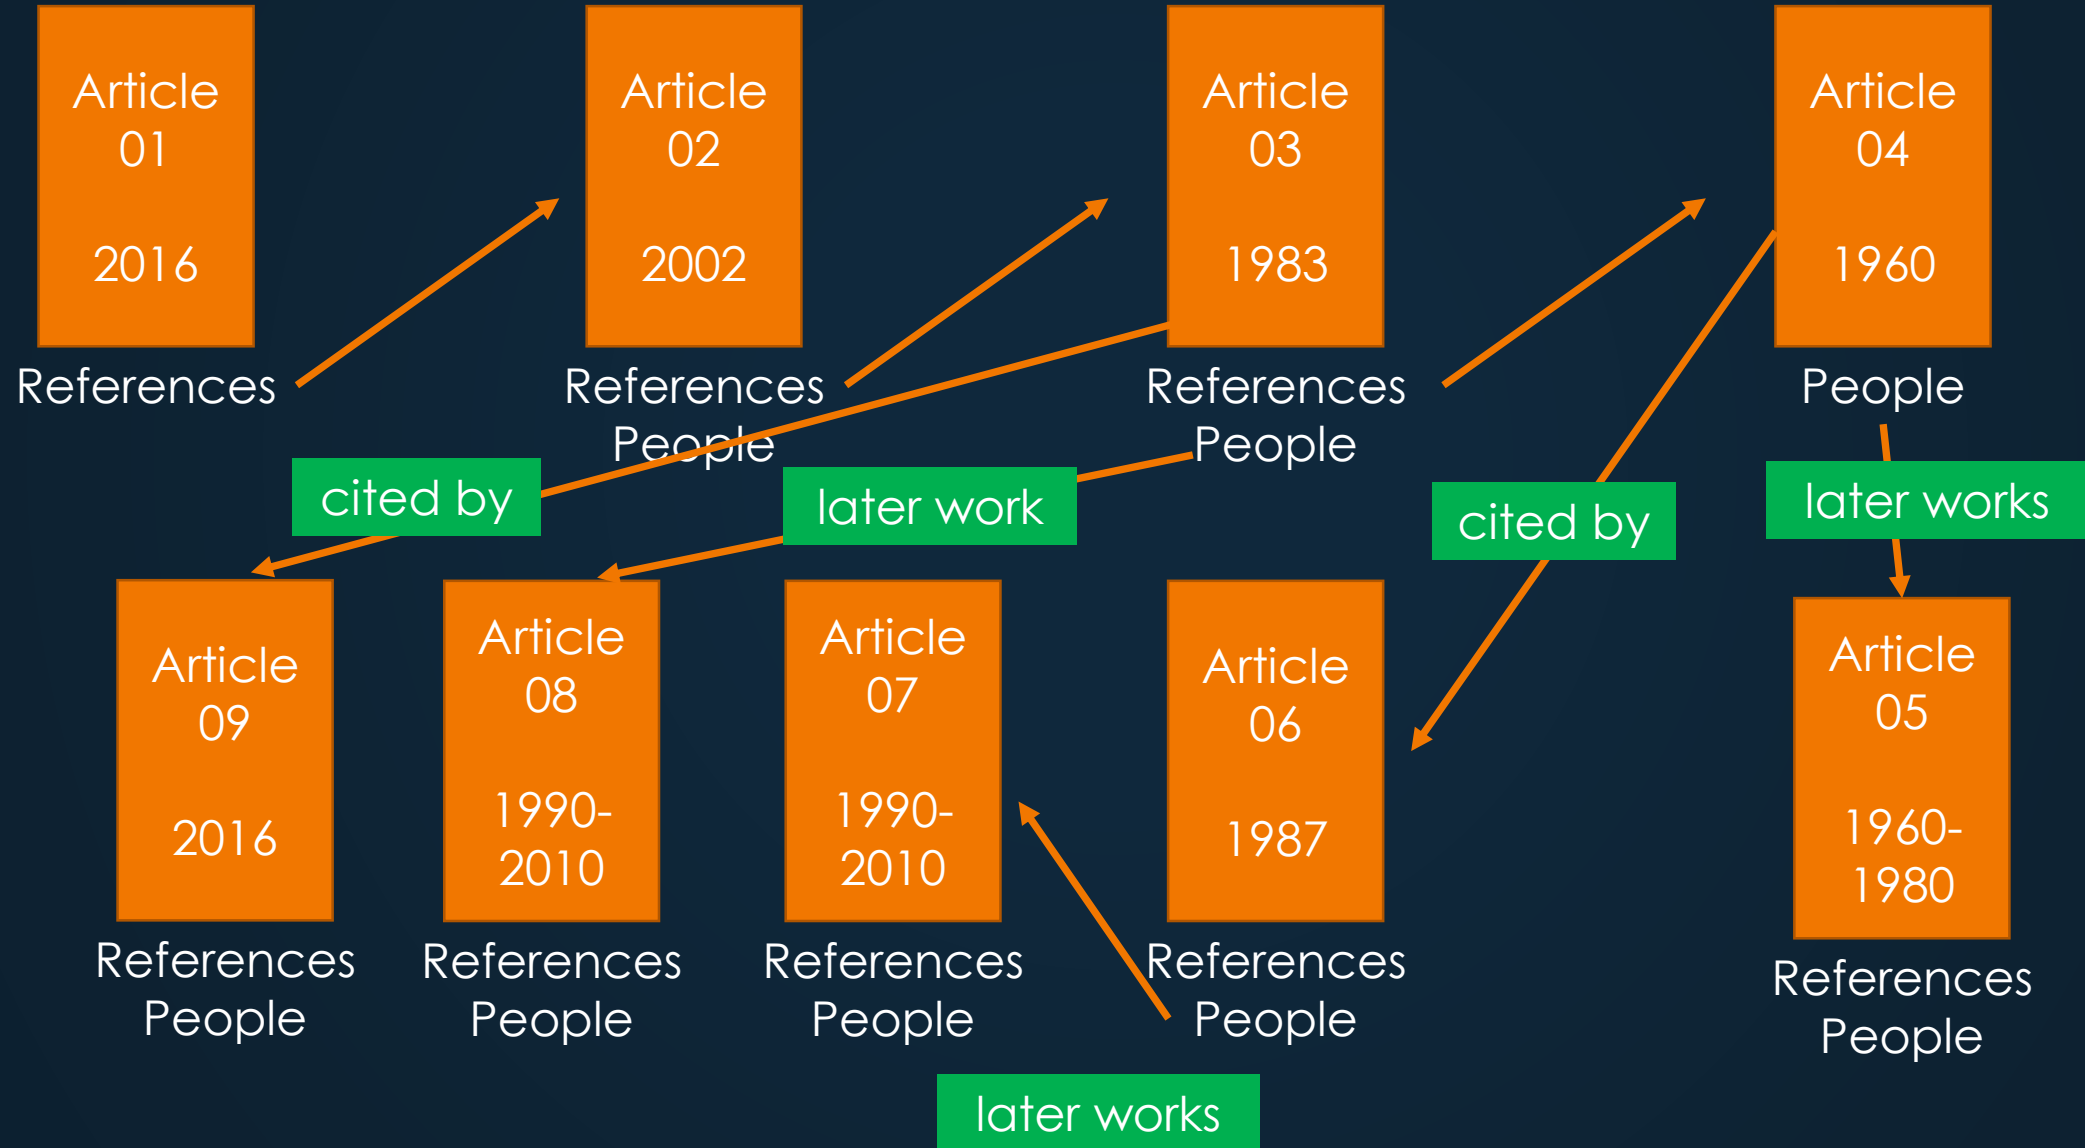 Article
01
2016
References
Article
02
2002
References
People
Article
03
1983
References
People
Article
04
1960
People
cited by
later work
cited by
later works
Article
09
2016
References
People
Article
08
1990-
2010
References
People
Article
07
1990-
2010
References
People
Article
06
1987
References
People
Article
05
1960-
1980
References
People
later works